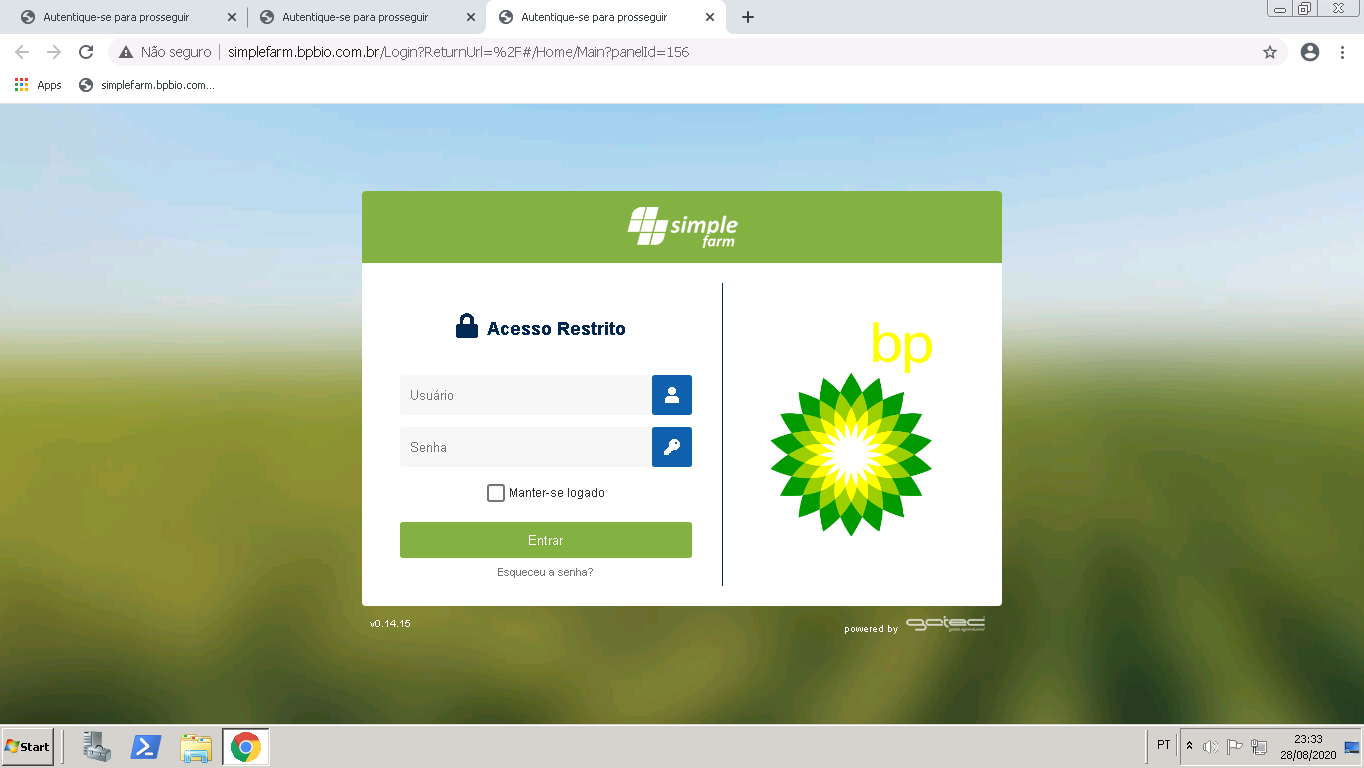 Autentique-se para prosseguir
Autentique-se para prosseguir
Autentique-se para prosseguir
Não seguro
simplefarm.bpbio.com.br/Login?ReturnUrl=%2F#/Home/Main?panelId=156
Apps
simplefarm.bpbio.com...
simple
farm
Acesso Restrito
Usuário
Senha
Manter-se logado
Entrar
Esqueceu a senha?
bp
v0.14.15
powered by
gatec
Start
PT
23:33
28/08/2020